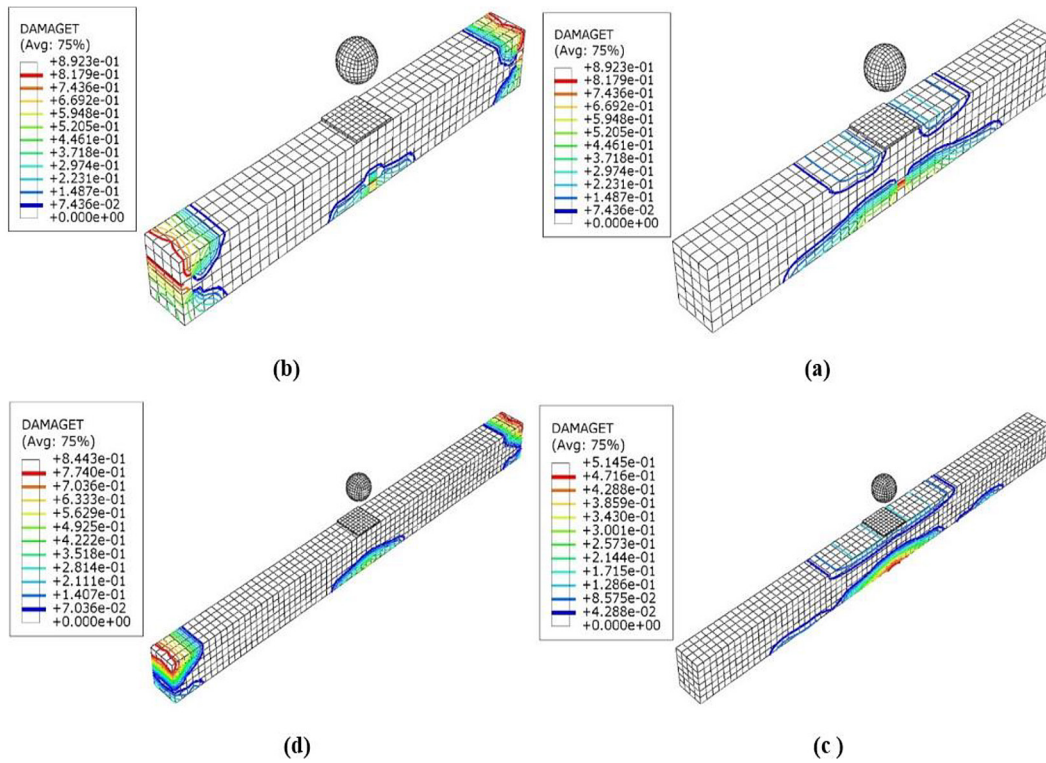 DAMAGET
(Avg: 75%)
+8.923e-01
+8.179e-01
+7.436e-01
+6.692e-01
+5.948e-01
+5.205e-01
+4.461e-01
+3.718e-01
+2.974e-01
+2.231e-01
+1.487e-01
+7.436e-02
+0.000e+00
(b)
DAMAGET
(Avg: 75%)
+8.923e-01
+8.179e-01
+7.436e-01
+6.692e-01
+5.948e-01
+5.205e-01
+4.461e-01
+3.718e-01
+2.974e-01
+2.231e-01
+1.487e-01
+7.436e-02
+0.000e+00
(a)
DAMAGET
(Avg: 75%)
+8.443e-01
+7.740e-01
+7.036e-01
+6.333e-01
+5.629e-01
+4.925e-01
+4.222e-01
+3.518e-01
+2.814e-01
+2.111e-01
+1.407e-01
+7.036e-02
+0.000e+00
(d)
DAMAGET
(Avg: 75%)
+5.145e-01
+4.716e-01
+4.288e-01
+3.859e-01
+3.430e-01
+3.001e-01
+2.573e-01
+2.144e-01
+1.715e-01
+1.286e-01
+8.575e-02
+4.288e-02
+0.000e+00
(c )